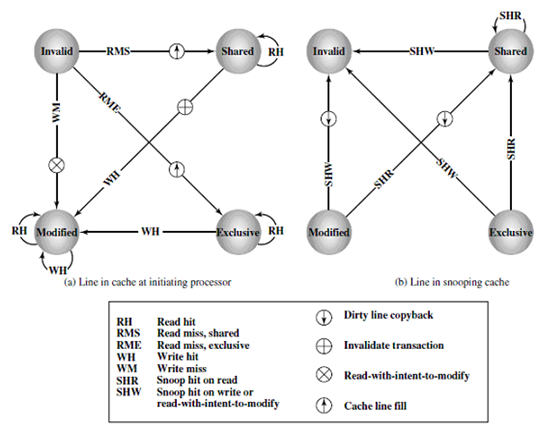 Invalid
RMS
Shared
RH
RME
WM
WH
RH
Modified
WH
Exclusive
RH
WH
(a) Line in cache at initiating processor
SHR
Invalid
SHW
Shared
SHW
SHR
SHW
SHR
Modified
Exclusive
(b) Line in snooping cache
RH Read hit
RMS Read miss, shared
RME Read miss, exclusive
WH Write hit
WM Write miss
SHR Snoop hit on read
SHW Snoop hit on write or
read-with-intent-to-modify
Dirty line copyback
Invalidate transaction
Read-with-intent-to-modify
Cache line fill